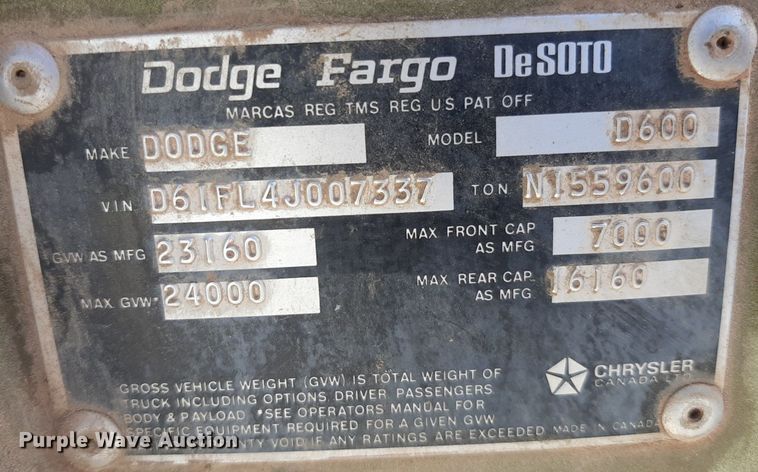 Dodge Fargo DeSOTO
MARCAS REG TMS REG US PAT. OFF
MAKE DODGE MODEL D600
V.I.N. D61FL4J007337 T O N N1559600
GVW AS MFG 23160 MAX. FRONT CAP AS MFG 7000
MAX. GVW* 24000 MAX. REAR CAP. AS MFG 16160
CHRYSLER
CANADA LTD
GROSS VEHICLE WEIGHT (GVW) IS TOTAL WEIGHT OF
TRUCK INCLUDING OPTIONS, DRIVER, PASSENGERS
BODY & PAYLOAD *SEE OPERATORS MANUAL FOR
SPECIFIC EQUIPMENT REQUIRED FOR A GIVEN GVW
VOID IF ANY RATINGS ARE EXCEEDED MADE IN CANADA
Purple Wave Auction